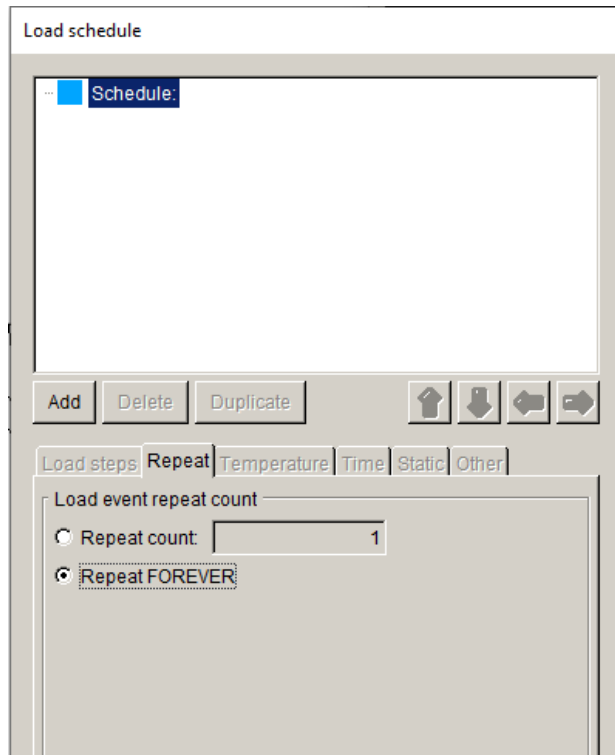 Load schedule
Schedule:
Add Delete Duplicate
Load steps Repeat Temperature Time Static Other
Load event repeat count
Repeat count: 1
Repeat FOREVER